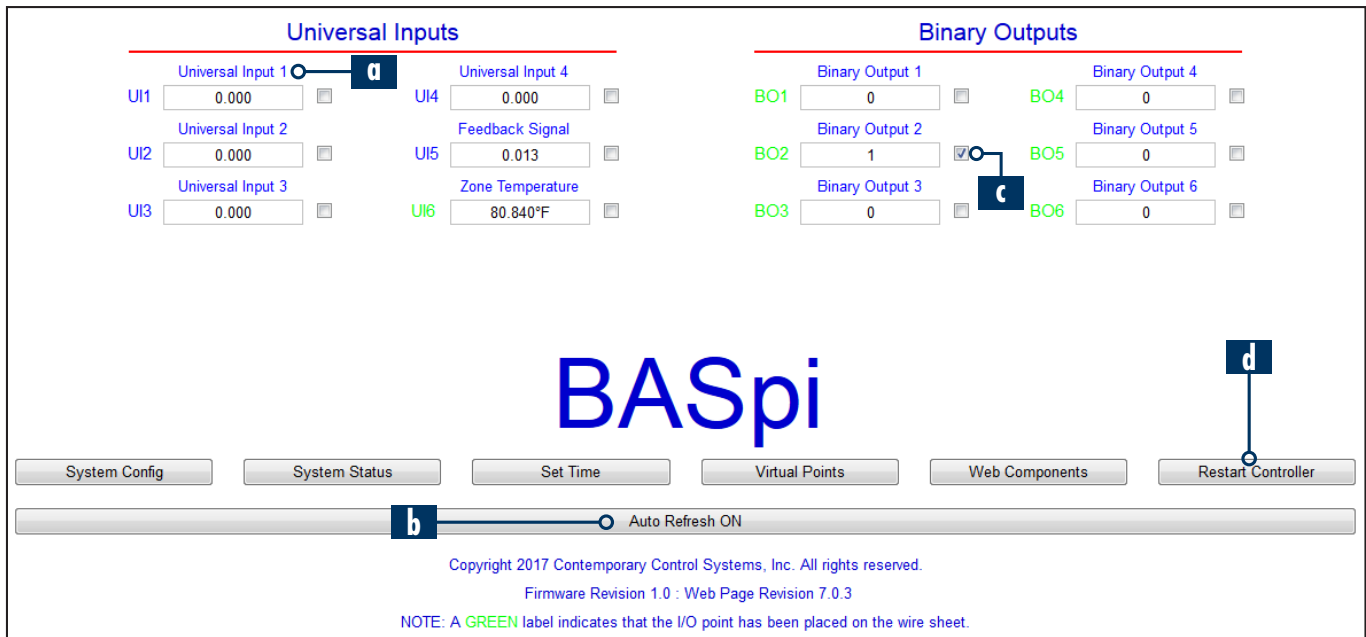 Universal Inputs
Binary Outputs
Universal Input 1
a
Universal Input 4
Binary Output 1
Binary Output 4
UI1 0.000
UI4 0.000
BO1 0
BO4 0
Universal Input 2
Feedback Signal
Binary Output 2
Binary Output 5
UI2 0.000
UI5 0.013
BO2 1
BO5 0
c
Universal Input 3
Zone Temperature
Binary Output 3
Binary Output 6
UI3 0.000
UI6 80.840°F
BO3 0
BO6 0
d
BASpi
System Config
System Status
Set Time
Virtual Points
Web Components
Restart Controller
b
Auto Refresh ON
Copyright 2017 Contemporary Control Systems, Inc. All rights reserved.
Firmware Revision 1.0 : Web Page Revision 7.0.3
NOTE: A GREEN label indicates that the I/O point has been placed on the wire sheet.